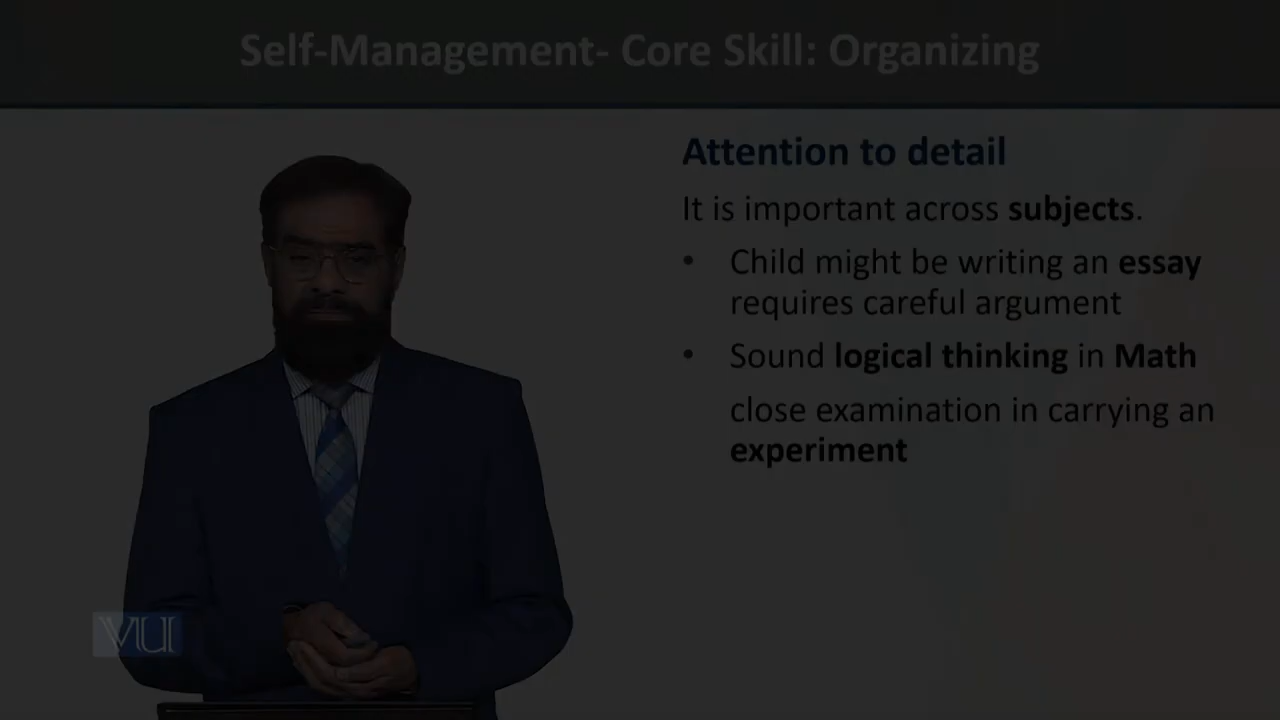 Self-Management- Core Skill: Organizing
Attention to detail
It is important across subjects.
• Child might be writing an essay
requires careful argument
• Sound logical thinking in Math
close examination in carrying an
experiment
VU